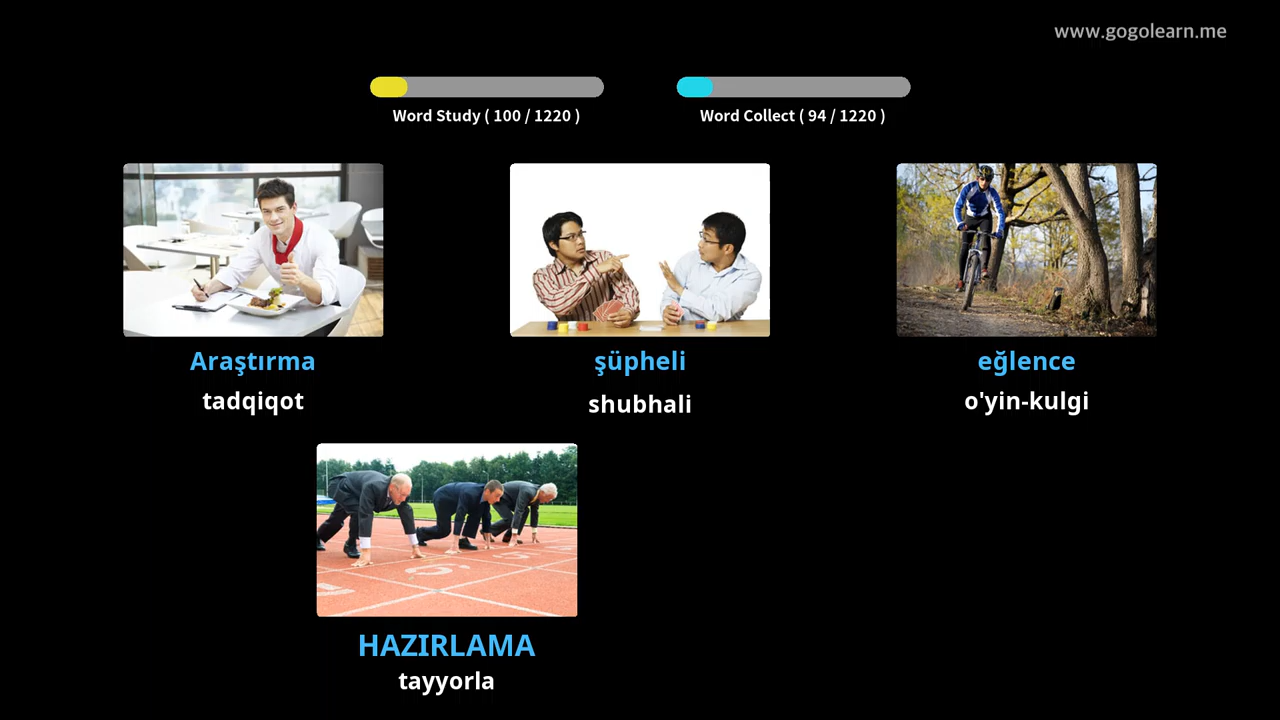 www.gogolearn.me
Word Study ( 100 / 1220 )
Word Collect ( 94 / 1220 )
Araştırma
tadqiqot
şüpheli
shubhali
eğlence
o'yin-kulgi
HAZIRLAMA
tayyorla